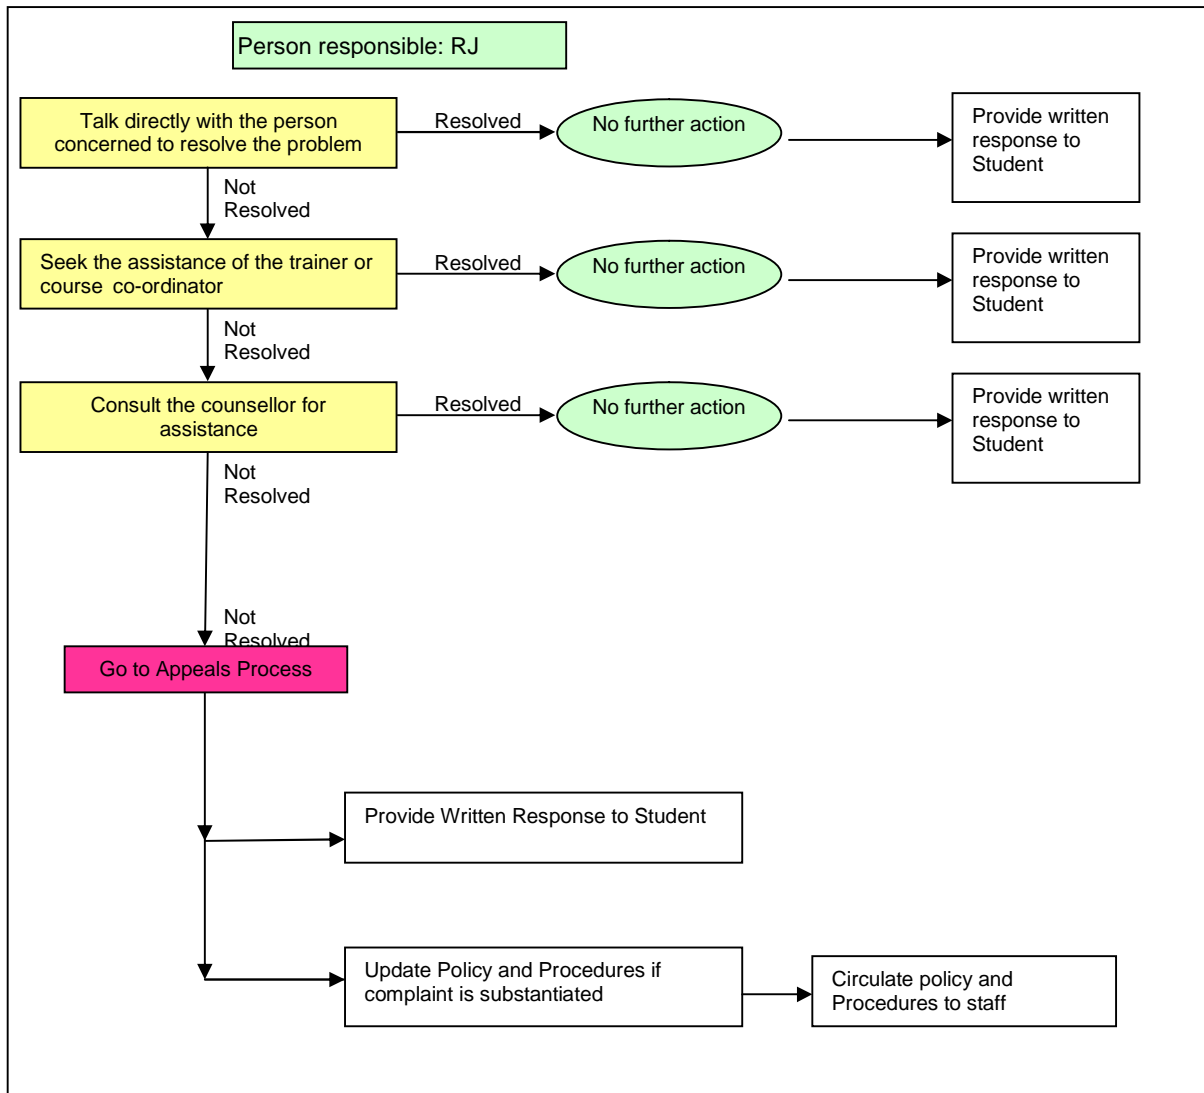 Person responsible: RJ
Talk directly with the person
concerned to resolve the problem
Resolved
No further action
Provide written
response to
Student
Not
Resolved
Seek the assistance of the trainer or
course co-ordinator
Resolved
No further action
Provide written
response to
Student
Not
Resolved
Consult the counsellor for
assistance
Resolved
No further action
Provide written
response to
Student
Not
Resolved
Not
Resolved
Go to Appeals Process
Provide Written Response to Student
Update Policy and Procedures if
complaint is substantiated
Circulate policy and
Procedures to staff